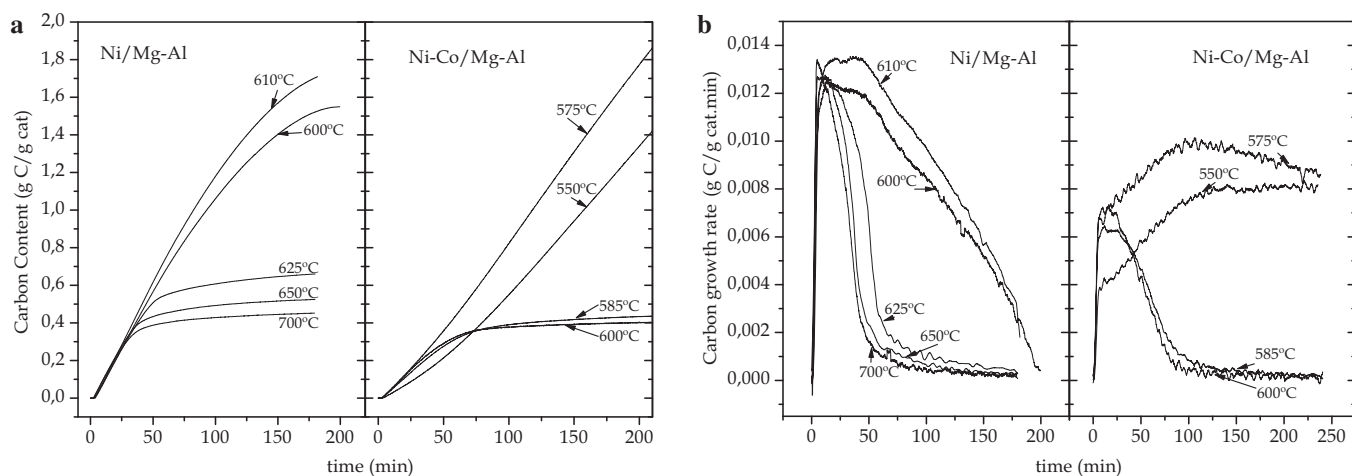 a
Ni/Mg-Al
Ni-Co/Mg-Al
Carbon Content (g C/g cat)
2,0
1,8
1,6
1,4
1,2
1,0
0,8
0,6
0,4
0,2
0,0
610ºC
600ºC
625ºC
650ºC
700ºC
575ºC
550ºC
585ºC
600ºC
0 50 100 150 200 0 50 100 150 200
time (min)
b
Ni/Mg-Al
Ni-Co/Mg-Al
Carbon growth rate (g C/g cat.min)
0,014
0,012
0,010
0,008
0,006
0,004
0,002
0,000
610ºC
600ºC
625ºC
650ºC
700ºC
575ºC
550ºC
585ºC
600ºC
0 50 100 150 200 0 50 100 150 200 250
time (min)